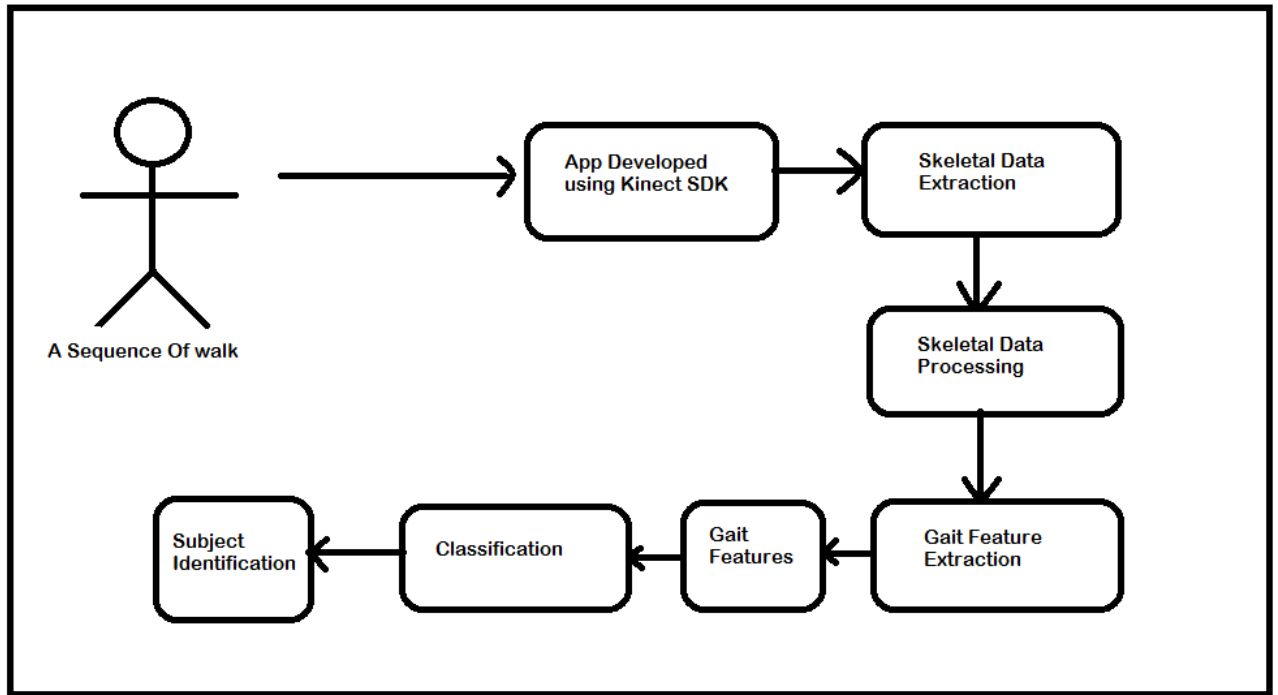 App Developed
using Kinect SDK
Skeletal Data
Extraction
A Sequence Of walk
Skeletal Data
Processing
Gait Feature
Extraction
Gait
Features
Classification
Subject
Identification